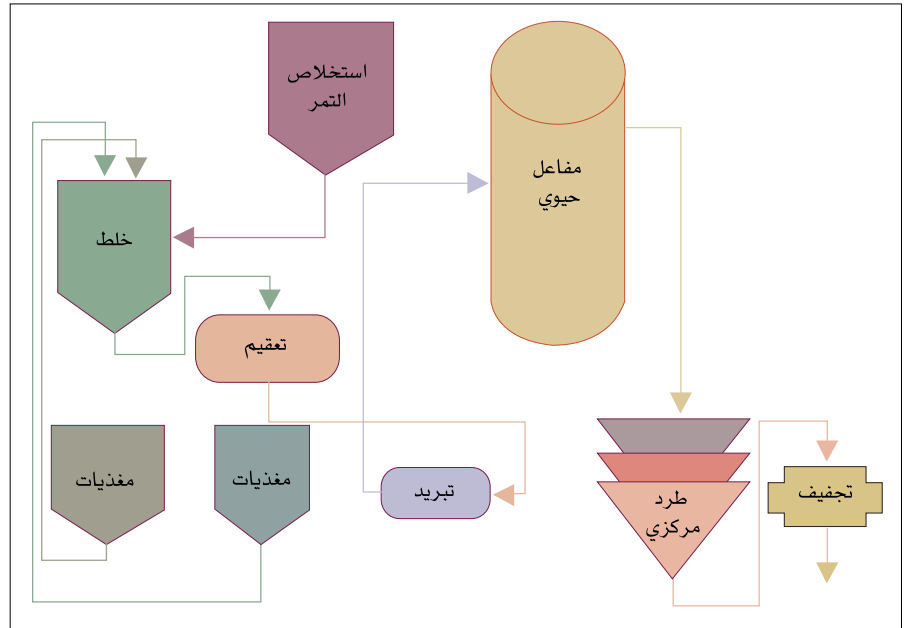 استخلاص
التمر
مفاعل
حيوي
خلط
تعقيم
مغذيات
مغذيات
تبريد
طرد
مركزي
تجفيف